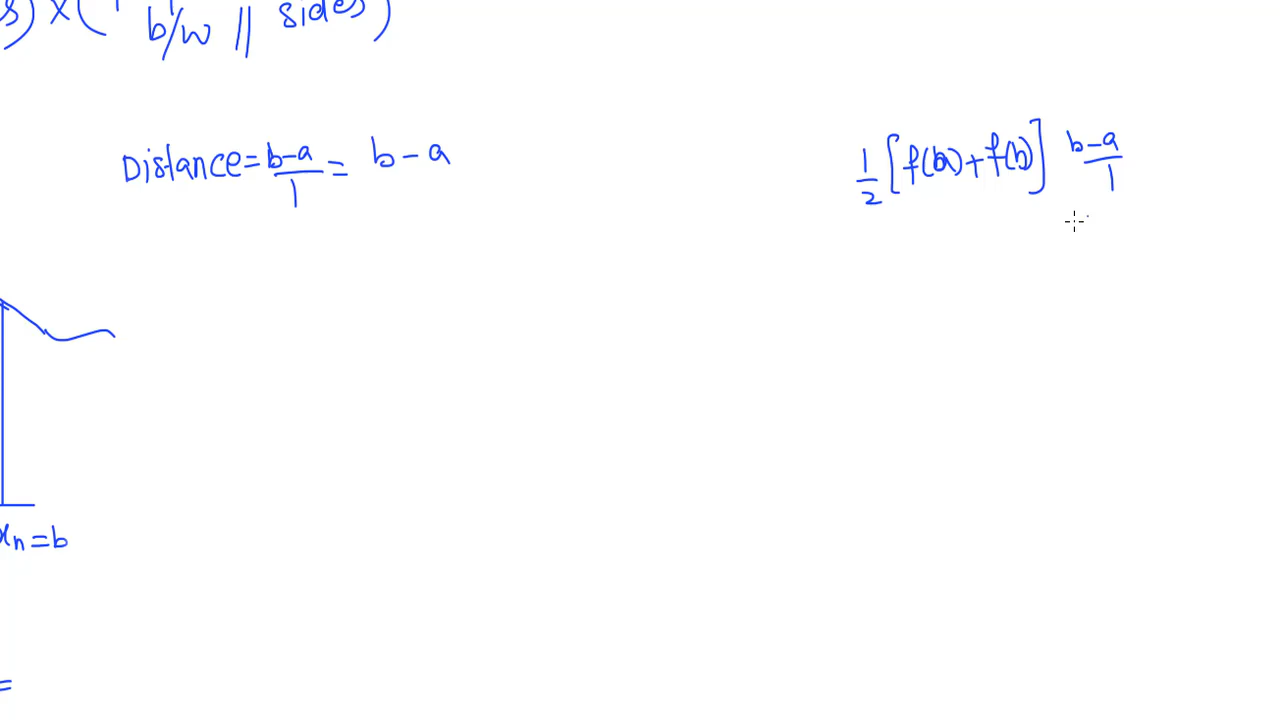 s) × (
b/w || sides)
Distance = b-a/1 = b - a
1/2 [f(a) + f(b)] b-a/1
xn = b
=